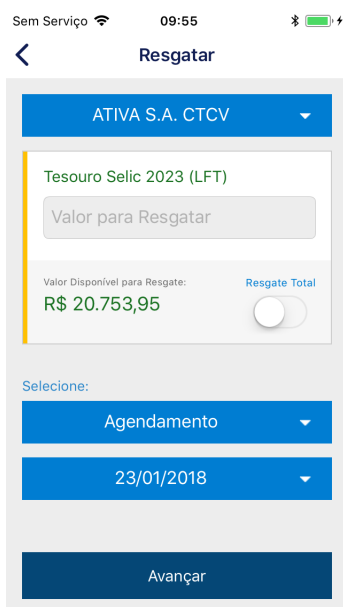 Sem Serviço 09:55
Resgatar
ATIVA S.A. CTCV
Tesouro Selic 2023 (LFT)
Valor para Resgatar
Valor Disponível para Resgate: Resgate Total
R$ 20.753,95
Selecione:
Agendamento
23/01/2018
Avançar